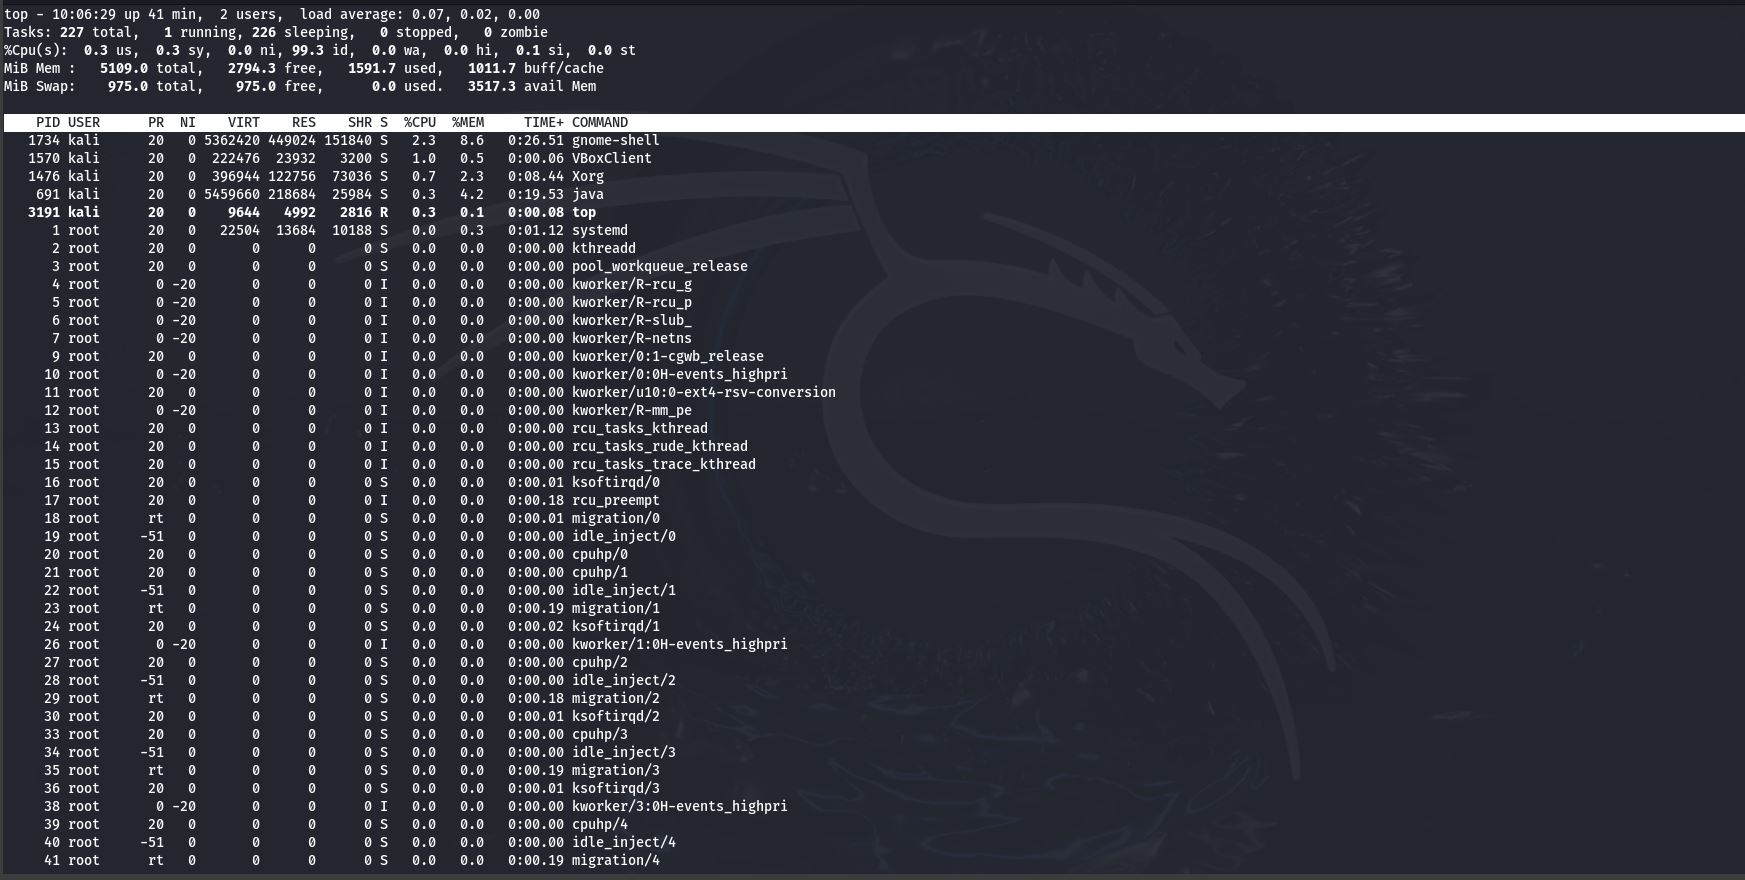 top - 10:06:29 up 41 min,  2 users,  load average: 0.07, 0.02, 0.00
Tasks: 227 total,   1 running, 226 sleeping,   0 stopped,   0 zombie
%Cpu(s):  0.3 us,  0.3 sy,  0.0 ni, 99.3 id,  0.0 wa,  0.0 hi,  0.1 si,  0.0 st
MiB Mem :   5109.0 total,   2794.3 free,   1591.7 used,   1011.7 buff/cache
MiB Swap:    975.0 total,    975.0 free,      0.0 used.   3517.3 avail Mem
PID USER      PR  NI    VIRT    RES    SHR S  %CPU  %MEM     TIME+ COMMAND
1734 kali      20   0 5362420 449024 151840 S   2.3   8.6   0:26.51 gnome-shell
1570 kali      20   0  222476  23932   3200 S   1.0   0.5   0:00.06 VBoxClient
1476 kali      20   0  396944 122756  73036 S   0.7   2.3   0:08.44 Xorg
691 kali      20   0 5459660 218684  25984 S   0.3   4.2   0:19.53 java
3191 kali      20   0    9644   4992   2816 R   0.3   0.1   0:00.08 top
1 root      20   0   22504  13684  10188 S   0.0   0.3   0:01.12 systemd
2 root      20   0       0      0      0 S   0.0   0.0   0:00.00 kthreadd
3 root      20   0       0      0      0 S   0.0   0.0   0:00.00 pool_workqueue_release
4 root       0 -20       0      0      0 I   0.0   0.0   0:00.00 kworker/R-rcu_g
5 root       0 -20       0      0      0 I   0.0   0.0   0:00.00 kworker/R-rcu_p
6 root       0 -20       0      0      0 I   0.0   0.0   0:00.00 kworker/R-slub_
7 root       0 -20       0      0      0 I   0.0   0.0   0:00.00 kworker/R-netns
9 root      20   0       0      0      0 I   0.0   0.0   0:00.00 kworker/0:1-cgwb_release
10 root       0 -20       0      0      0 I   0.0   0.0   0:00.00 kworker/0:0H-events_highpri
11 root      20   0       0      0      0 I   0.0   0.0   0:00.00 kworker/u10:0-ext4-rsv-conversion
12 root       0 -20       0      0      0 I   0.0   0.0   0:00.00 kworker/R-mm_pe
13 root      20   0       0      0      0 I   0.0   0.0   0:00.00 rcu_tasks_kthread
14 root      20   0       0      0      0 I   0.0   0.0   0:00.00 rcu_tasks_rude_kthread
15 root      20   0       0      0      0 I   0.0   0.0   0:00.00 rcu_tasks_trace_kthread
16 root      20   0       0      0      0 S   0.0   0.0   0:00.01 ksoftirqd/0
17 root      20   0       0      0      0 I   0.0   0.0   0:00.18 rcu_preempt
18 root      rt   0       0      0      0 S   0.0   0.0   0:00.01 migration/0
19 root     -51   0       0      0      0 S   0.0   0.0   0:00.00 idle_inject/0
20 root      20   0       0      0      0 S   0.0   0.0   0:00.00 cpuhp/0
21 root      20   0       0      0      0 S   0.0   0.0   0:00.00 cpuhp/1
22 root     -51   0       0      0      0 S   0.0   0.0   0:00.00 idle_inject/1
23 root      rt   0       0      0      0 S   0.0   0.0   0:00.19 migration/1
24 root      20   0       0      0      0 S   0.0   0.0   0:00.02 ksoftirqd/1
26 root       0 -20       0      0      0 I   0.0   0.0   0:00.00 kworker/1:0H-events_highpri
27 root      20   0       0      0      0 S   0.0   0.0   0:00.00 cpuhp/2
28 root     -51   0       0      0      0 S   0.0   0.0   0:00.00 idle_inject/2
29 root      rt   0       0      0      0 S   0.0   0.0   0:00.18 migration/2
30 root      20   0       0      0      0 S   0.0   0.0   0:00.01 ksoftirqd/2
33 root      20   0       0      0      0 S   0.0   0.0   0:00.00 cpuhp/3
34 root     -51   0       0      0      0 S   0.0   0.0   0:00.00 idle_inject/3
35 root      rt   0       0      0      0 S   0.0   0.0   0:00.19 migration/3
36 root      20   0       0      0      0 S   0.0   0.0   0:00.01 ksoftirqd/3
38 root       0 -20       0      0      0 I   0.0   0.0   0:00.00 kworker/3:0H-events_highpri
39 root      20   0       0      0      0 S   0.0   0.0   0:00.00 cpuhp/4
40 root     -51   0       0      0      0 S   0.0   0.0   0:00.00 idle_inject/4
41 root      rt   0       0      0      0 S   0.0   0.0   0:00.19 migration/4